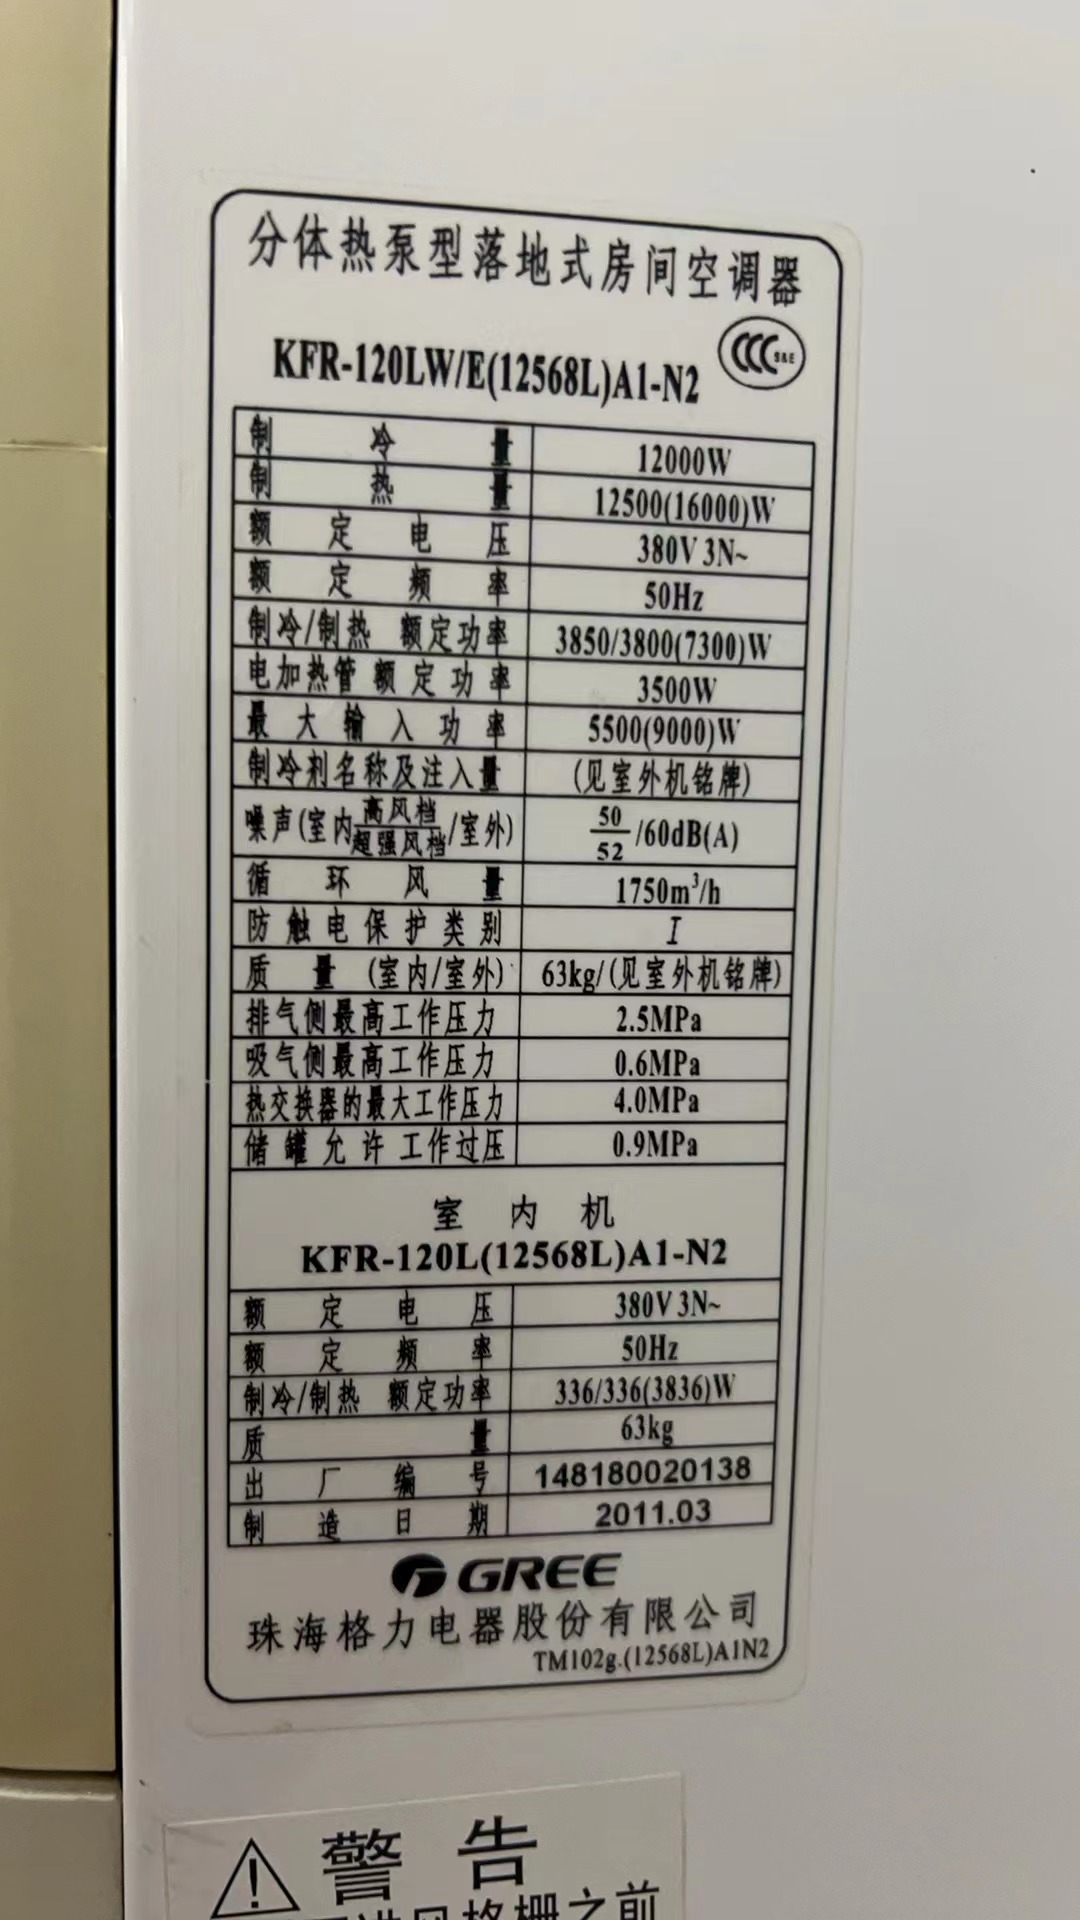 分体热泵型落地式房间空调器
KFR-120LW/E(12568L)A1-N2
CCC S&E
制冷量 12000W
制热量 12500(16000)W
额定电压 380V 3N~
额定频率 50Hz
制冷/制热 额定功率 3850/3800(7300)W
电加热管额定功率 3500W
最大输入功率 5500(9000)W
制冷剂名称及注入量 (见室外机铭牌)
噪声(室内高风档/超强风档/室外) 50/52/60dB(A)
循环风量 1750m³/h
防触电保护类别 I
质量(室内/室外) 63kg/(见室外机铭牌)
排气侧最高工作压力 2.5MPa
吸气侧最高工作压力 0.6MPa
热交换器的最大工作压力 4.0MPa
储罐允许工作过压 0.9MPa
室内机
KFR-120L(12568L)A1-N2
额定电压 380V 3N~
额定频率 50Hz
制冷/制热 额定功率 336/336(3836)W
质量 63kg
出厂编号 148180020138
制造日期 2011.03
GREE
珠海格力电器股份有限公司
TM102g.(12568L)A1N2
警告
进风格栅之前